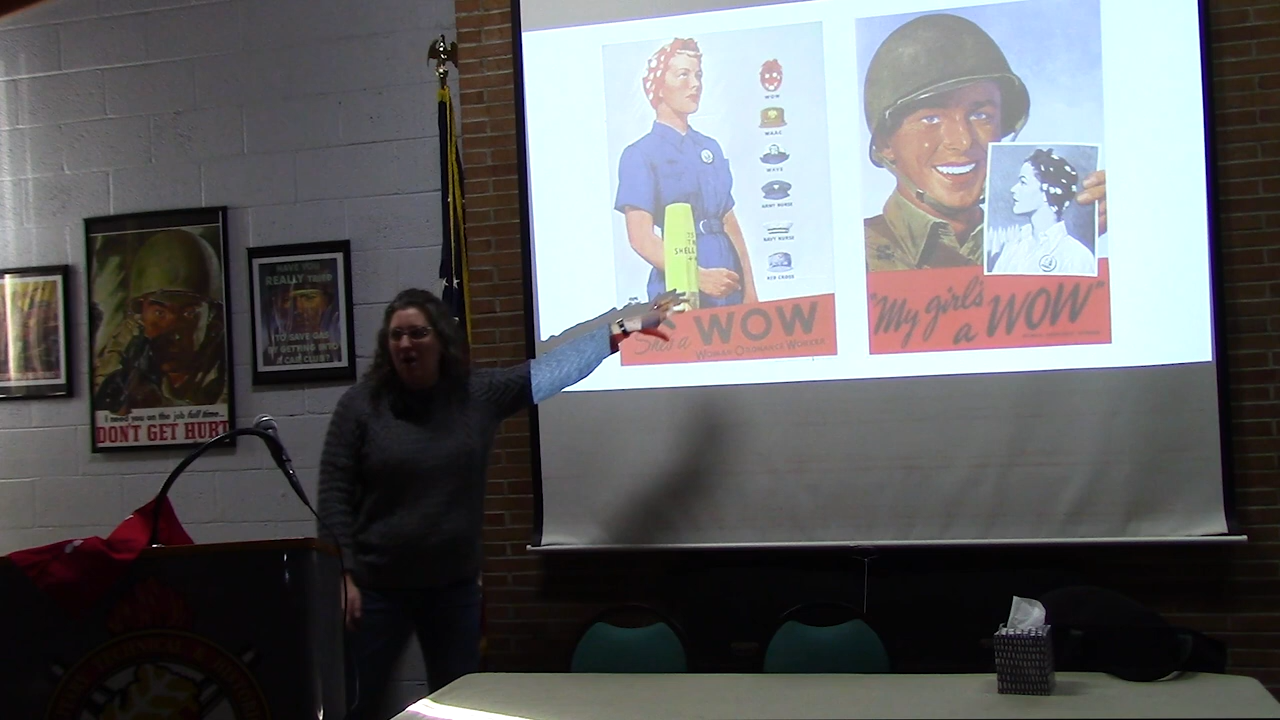 I need you on the job full time...
DON'T GET HURT
HAVE YOU
REALLY TRIED
TO SAVE GAS
BY GETTING INTO
A CAR CLUB?
WOW
WAAC
WAVE
ARMY NURSE
NAVY NURSE
RED CROSS
SHELL
She's a WOW
WOMAN ORDNANCE WORKER
"My girl's
a WOW"